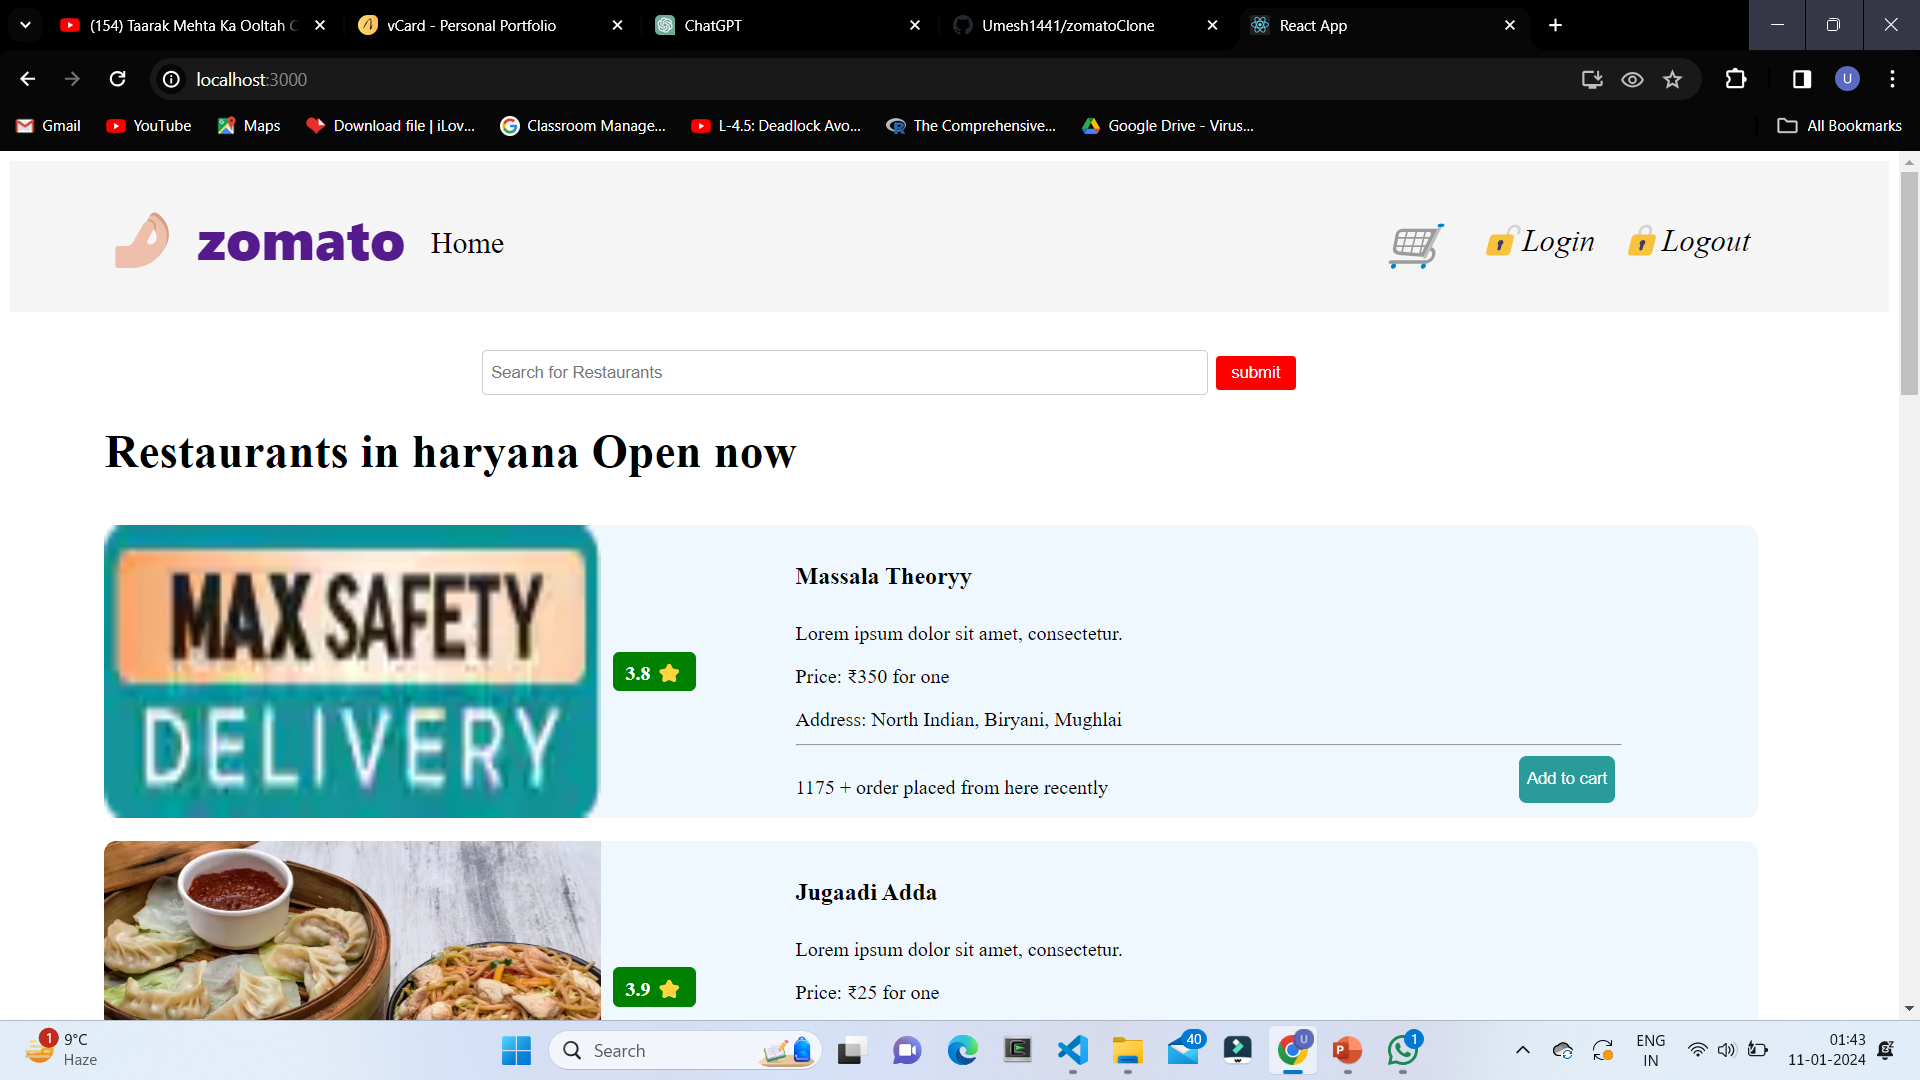 (154) Taarak Mehta Ka Ooltah C
vCard - Personal Portfolio
ChatGPT
Umesh1441/zomatoClone
React App
localhost:3000
U
Gmail
YouTube
Maps
Download file | iLov...
Classroom Manage...
L-4.5: Deadlock Avo...
The Comprehensive...
Google Drive - Virus...
All Bookmarks
zomato
Home
Login
Logout
Search for Restaurants
submit
Restaurants in haryana Open now
MAX SAFETY
DELIVERY
3.8
Massala Theoryy
Lorem ipsum dolor sit amet, consectetur.
Price: ₹350 for one
Address: North Indian, Biryani, Mughlai
1175 + order placed from here recently
Add to cart
3.9
Jugaadi Adda
Lorem ipsum dolor sit amet, consectetur.
Price: ₹25 for one
1
9°C
Haze
Search
40
U
1
ENG
IN
01:43
11-01-2024